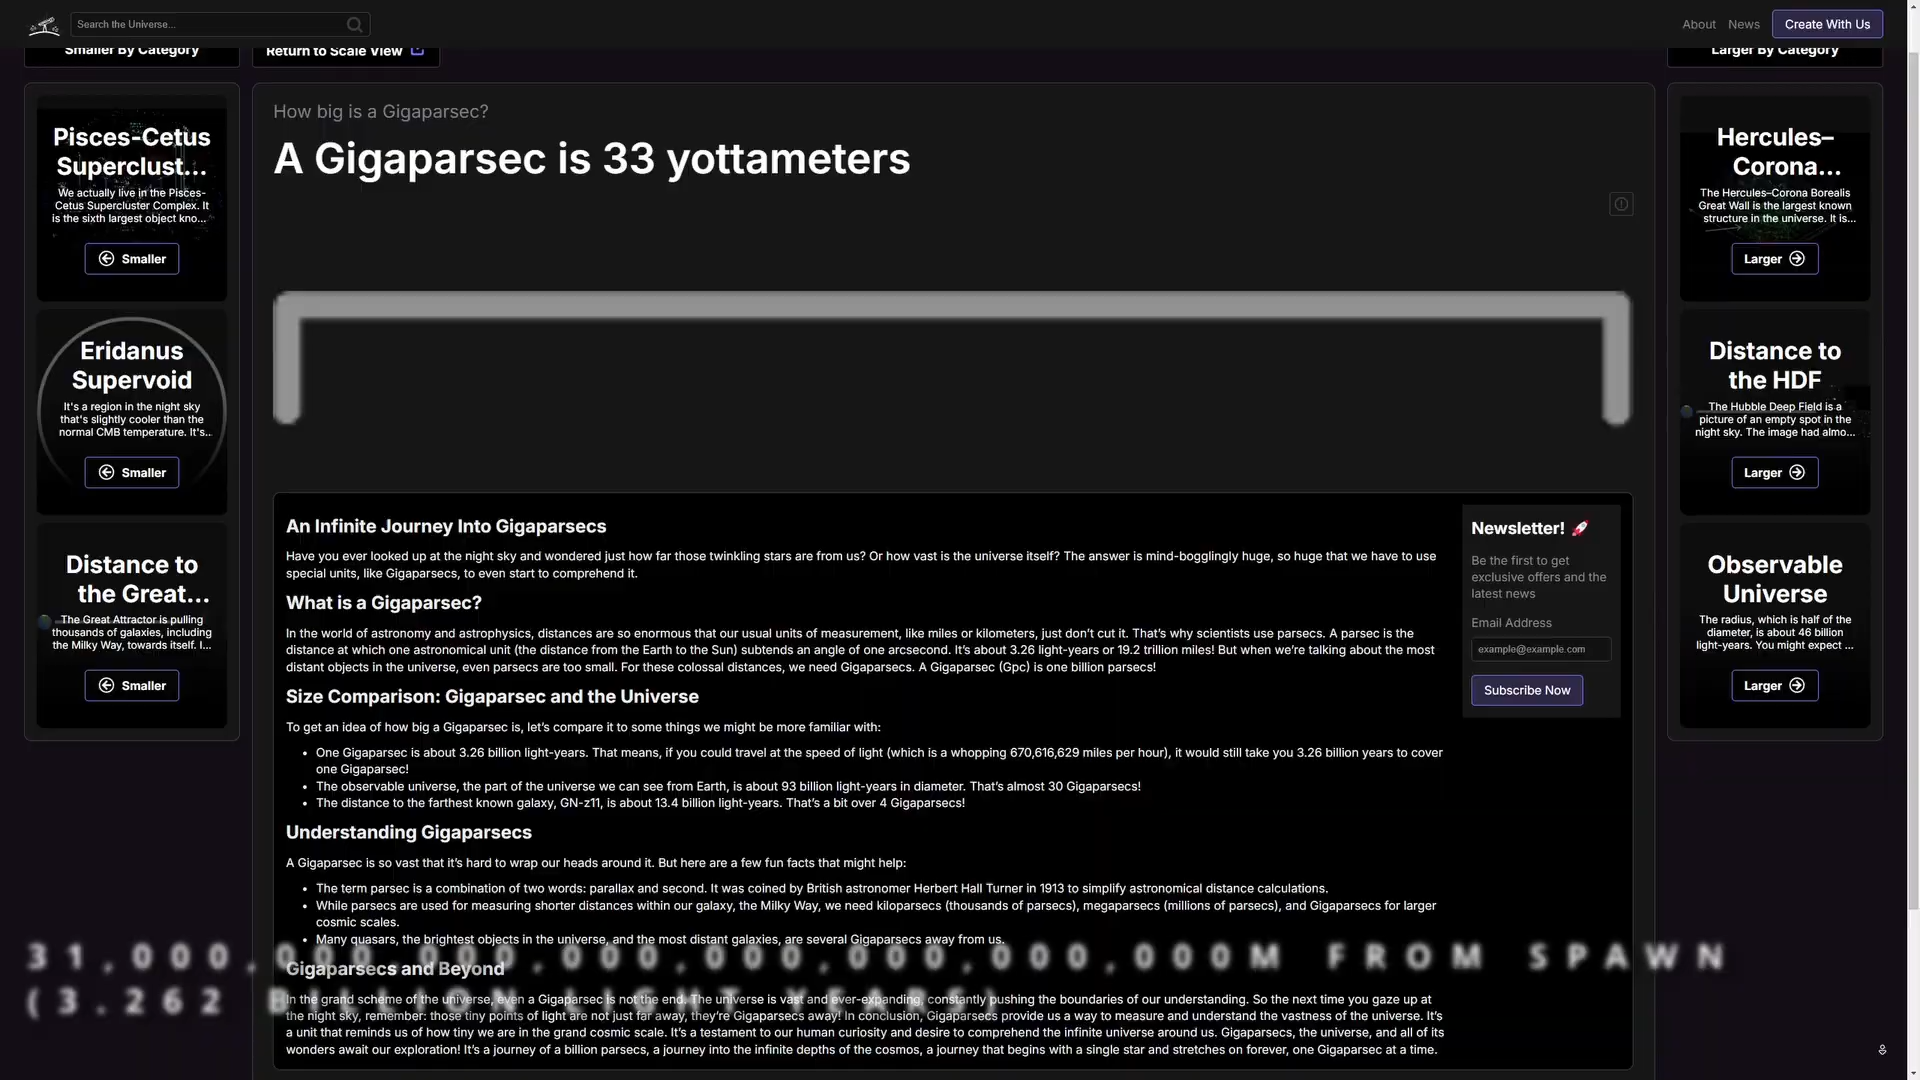 Search the Universe...
About
News
Create With Us
Smaller By Category
Return to Scale View
Larger By Category
Pisces-Cetus
Superclust...
We actually live in the Pisces-
Cetus Supercluster Complex. It
is the sixth largest object kno...
Smaller
Eridanus
Supervoid
It's a region in the night sky
that's slightly cooler than the
normal CMB temperature. It's...
Smaller
Distance to
the Great...
The Great Attractor is pulling
thousands of galaxies, including
the Milky Way, towards itself. I...
Smaller
How big is a Gigaparsec?
A Gigaparsec is 33 yottameters
An Infinite Journey Into Gigaparsecs
Have you ever looked up at the night sky and wondered just how far those twinkling stars are from us? Or how vast is the universe itself? The answer is mind-bogglingly huge, so huge that we have to use
special units, like Gigaparsecs, to even start to comprehend it.
What is a Gigaparsec?
In the world of astronomy and astrophysics, distances are so enormous that our usual units of measurement, like miles or kilometers, just don't cut it. That's why scientists use parsecs. A parsec is the
distance at which one astronomical unit (the distance from the Earth to the Sun) subtends an angle of one arcsecond. It's about 3.26 light-years or 19.2 trillion miles! But when we're talking about the most
distant objects in the universe, even parsecs are too small. For these colossal distances, we need Gigaparsecs. A Gigaparsec (Gpc) is one billion parsecs!
Size Comparison: Gigaparsec and the Universe
To get an idea of how big a Gigaparsec is, let's compare it to some things we might be more familiar with:
• One Gigaparsec is about 3.26 billion light-years. That means, if you could travel at the speed of light (which is a whopping 670,616,629 miles per hour), it would still take you 3.26 billion years to cover
one Gigaparsec!
• The observable universe, the part of the universe we can see from Earth, is about 93 billion light-years in diameter. That's almost 30 Gigaparsecs!
• The distance to the farthest known galaxy, GN-z11, is about 13.4 billion light-years. That's a bit over 4 Gigaparsecs!
Understanding Gigaparsecs
A Gigaparsec is so vast that it's hard to wrap our heads around it. But here are a few fun facts that might help:
• The term parsec is a combination of two words: parallax and second. It was coined by British astronomer Herbert Hall Turner in 1913 to simplify astronomical distance calculations.
• While parsecs are used for measuring shorter distances within our galaxy, the Milky Way, we need kiloparsecs (thousands of parsecs), megaparsecs (millions of parsecs), and Gigaparsecs for larger
cosmic scales.
• Many quasars, the brightest objects in the universe, and the most distant galaxies, are several Gigaparsecs away from us.
Gigaparsecs and Beyond
In the grand scheme of the universe, even a Gigaparsec is not the end. The universe is vast and ever-expanding, constantly pushing the boundaries of our understanding. So the next time you gaze up at
the night sky, remember: those tiny points of light are not just far away, they're Gigaparsecs away! In conclusion, Gigaparsecs provide us a way to measure and understand the vastness of the universe. It's
a unit that reminds us of how tiny we are in the grand cosmic scale. It's a testament to our human curiosity and desire to comprehend the infinite universe around us. Gigaparsecs, the universe, and all of its
wonders await our exploration! It's a journey of a billion parsecs, a journey into the infinite depths of the cosmos, a journey that begins with a single star and stretches on forever, one Gigaparsec at a time.
31,000,000,000,000,000,000,000,000M FROM SPAWN
(3.262 BILLION LIGHT YEARS)
Newsletter! 🚀
Be the first to get
exclusive offers and the
latest news
Email Address
example@example.com
Subscribe Now
Hercules–
Corona...
The Hercules–Corona Borealis
Great Wall is the largest known
structure in the universe. It is...
Larger
Distance to
the HDF
The Hubble Deep Field is a
picture of an empty spot in the
night sky. The image had almo...
Larger
Observable
Universe
The radius, which is half of the
diameter, is about 46 billion
light-years. You might expect ...
Larger